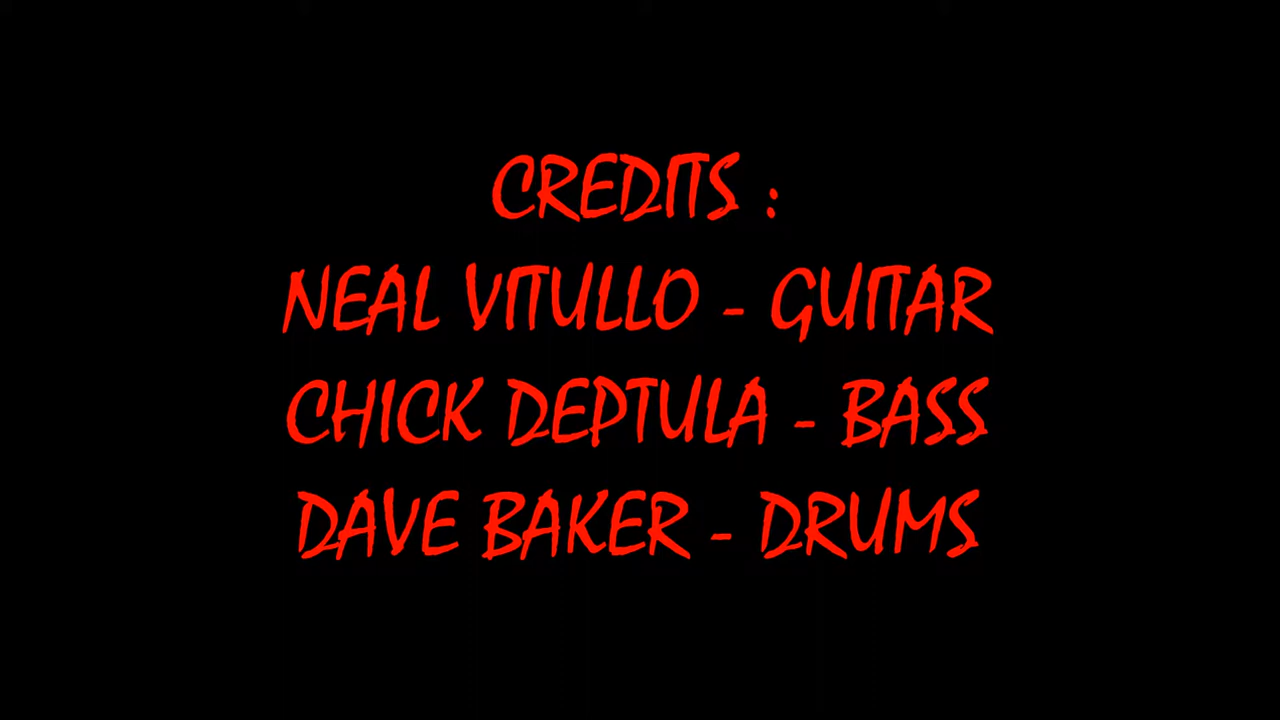 CREDITS :
NEAL VITULLO - GUITAR
CHICK DEPTULA - BASS
DAVE BAKER - DRUMS